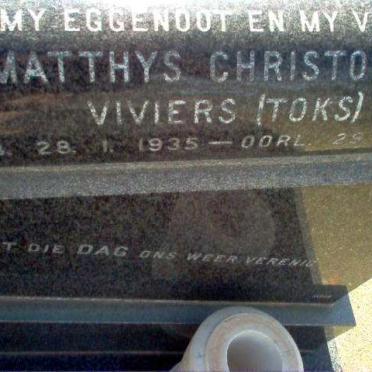 MY EGGENOOT EN MY V
MATTHYS CHRISTO
VIVIERS (TOKS)
28. 1. 1935 — OORL. 29
T DIE DAG ONS WEER VERENIG